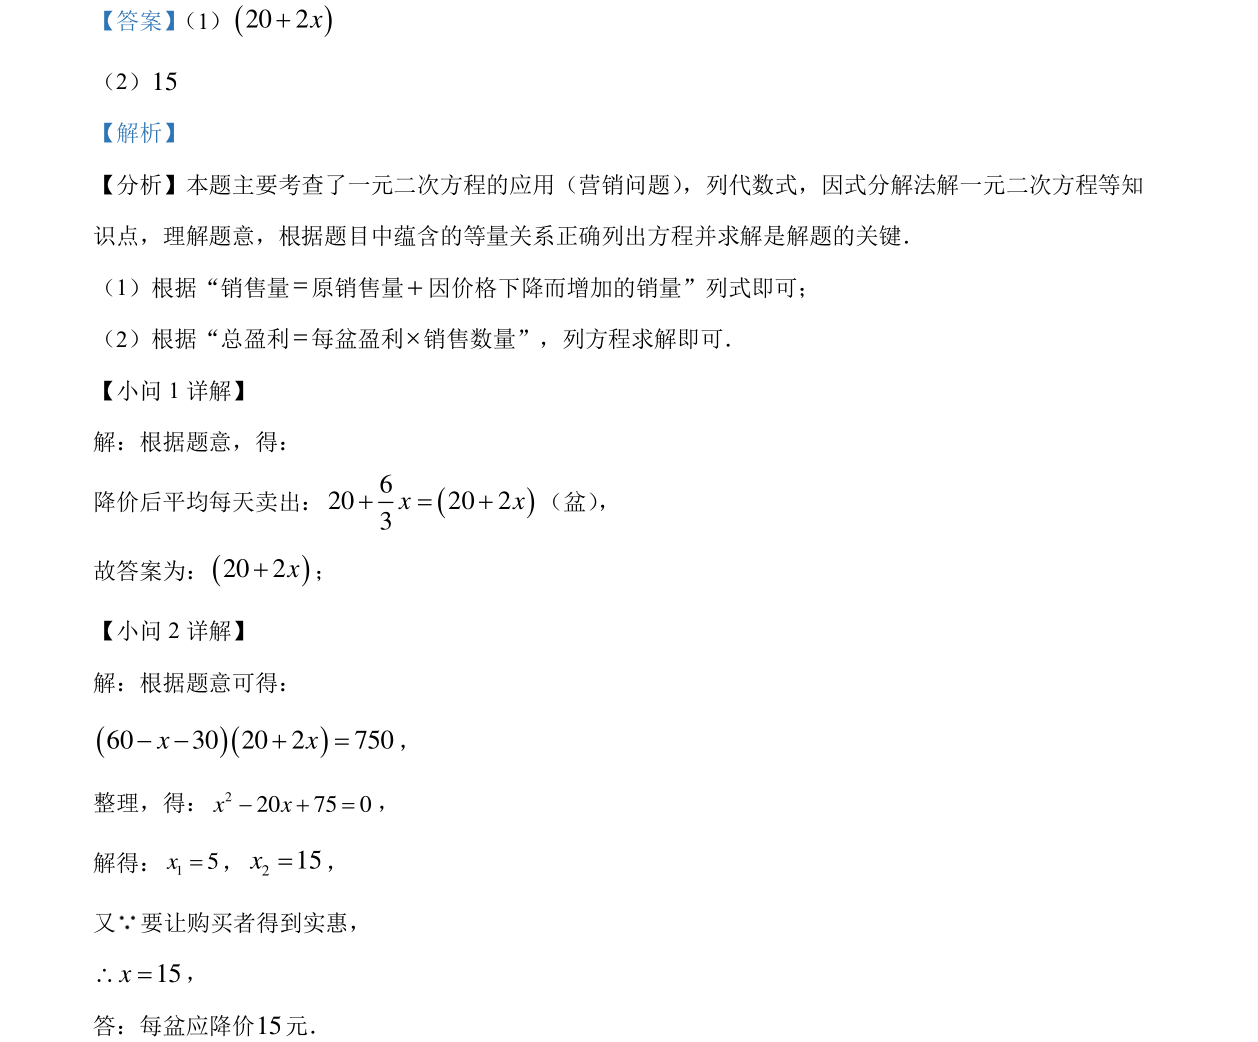 【答案】（1）(20+2x)
（2）15
【解析】
【分析】本题主要考查了一元二次方程的应用（营销问题），列代数式，因式分解法解一元二次方程等知
识点，理解题意，根据题目中蕴含的等量关系正确列出方程并求解是解题的关键．
（1）根据“销售量=原销售量+因价格下降而增加的销量”列式即可；
（2）根据“总盈利=每盆盈利×销售数量”，列方程求解即可．
【小问 1 详解】
解：根据题意，得：
降价后平均每天卖出：20+6/3x=(20+2x)（盆），
故答案为：(20+2x)；
【小问 2 详解】
解：根据题意可得：
(60−x−30)(20+2x)=750，
整理，得：x²−20x+75=0，
解得：x₁=5，x₂=15，
又∵要让购买者得到实惠，
∴x=15，
答：每盆应降价15元．